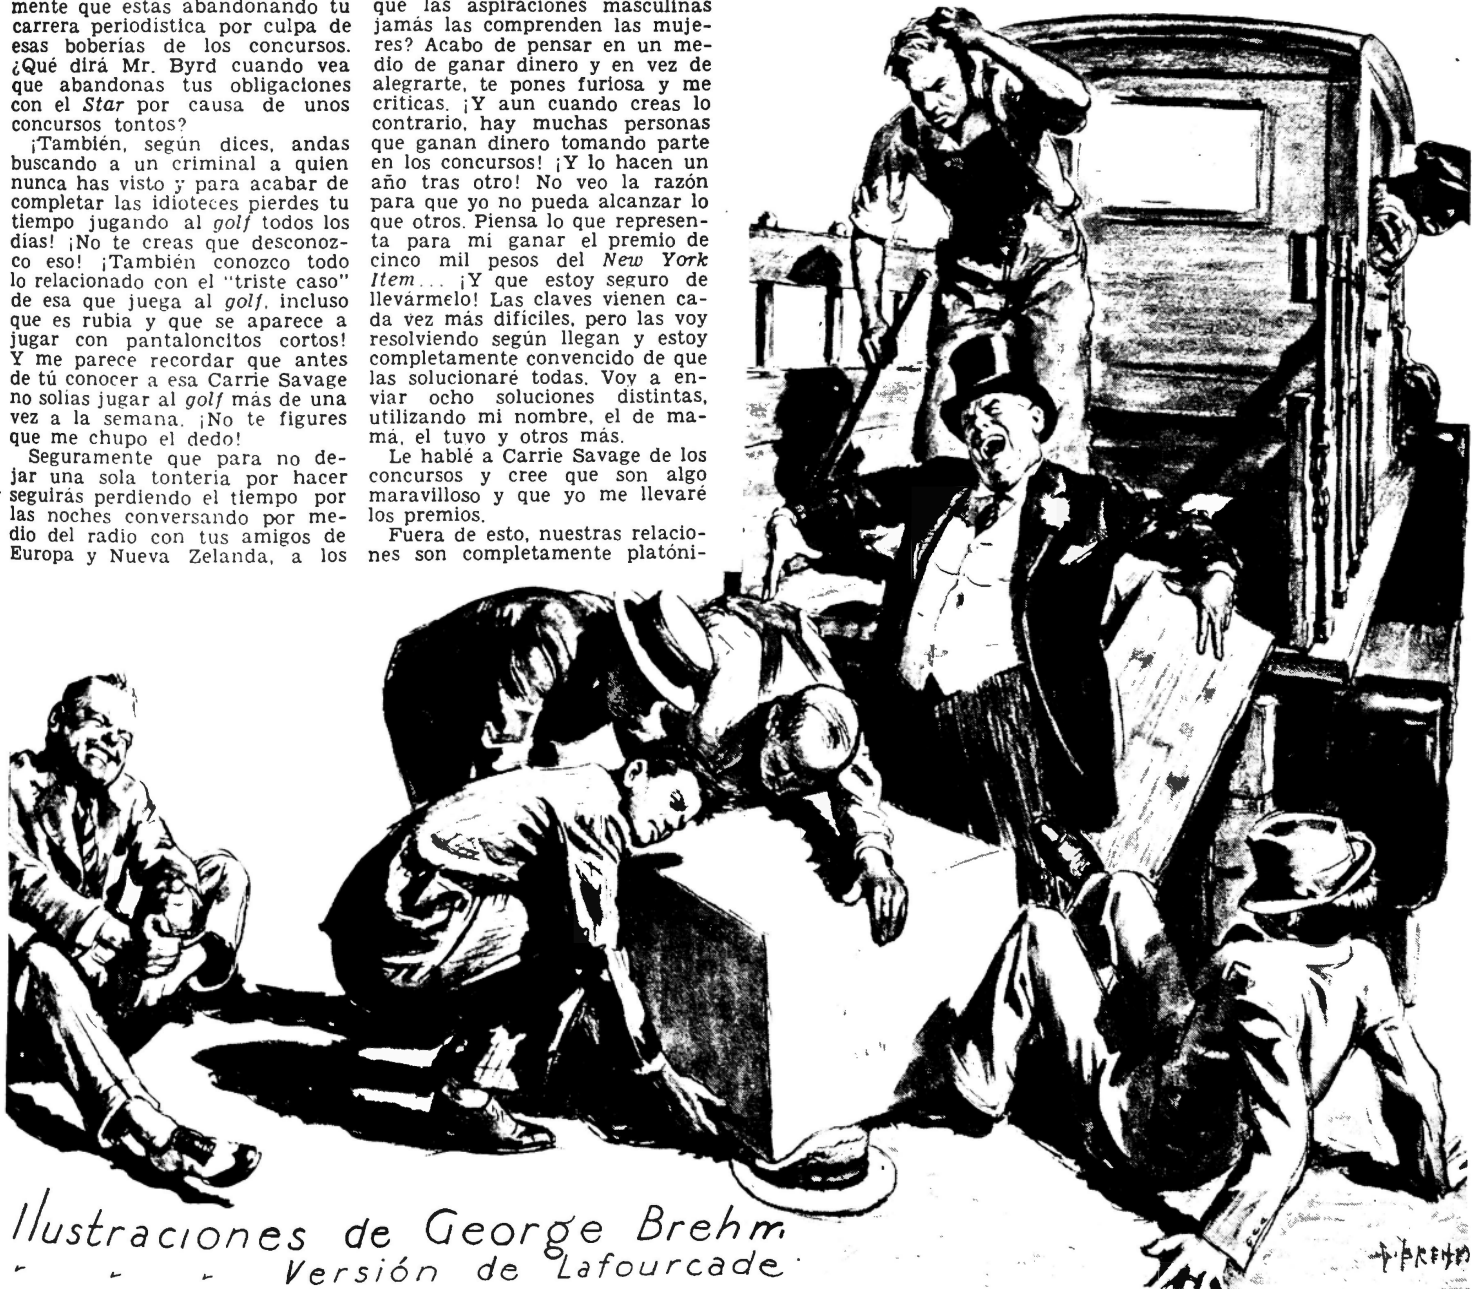 mente que estás abandonando tu
carrera periodística por culpa de
esas boberías de los concursos.
¿Qué dirá Mr. Byrd cuando vea
que abandonas tus obligaciones
con el Star por causa de unos
concursos tontos?
¡También, según dices, andas
buscando a un criminal a quien
nunca has visto y para acabar de
completar las idioteces pierdes tu
tiempo jugando al golf todos los
días! ¡No te creas que desconoz-
co eso! ¡También conozco todo
lo relacionado con el "triste caso"
de esa que juega al golf, incluso
que es rubia y que se aparece a
jugar con pantaloncitos cortos!
Y me parece recordar que antes
de tú conocer a esa Carrie Savage
no solías jugar al golf más de una
vez a la semana. ¡No te figures
que me chupo el dedo!
Seguramente que para no de-
jar una sola tontería por hacer
seguirás perdiendo el tiempo por
las noches conversando por me-
dio del radio con tus amigos de
Europa y Nueva Zelanda, a los
que las aspiraciones masculinas
jamás las comprenden las muje-
res? Acabo de pensar en un me-
dio de ganar dinero y en vez de
alegrarte, te pones furiosa y me
criticas. ¡Y aun cuando creas lo
contrario, hay muchas personas
que ganan dinero tomando parte
en los concursos! ¡Y lo hacen un
año tras otro! No veo la razón
para que yo no pueda alcanzar lo
que otros. Piensa lo que represen-
ta para mi ganar el premio de
cinco mil pesos del New York
Item... ¡Y que estoy seguro de
llevármelo! Las claves vienen ca-
da vez más difíciles, pero las voy
resolviendo según llegan y estoy
completamente convencido de que
las solucionaré todas. Voy a en-
viar ocho soluciones distintas,
utilizando mi nombre, el de ma-
má, el tuyo y otros más.
Le hablé a Carrie Savage de los
concursos y cree que son algo
maravilloso y que yo me llevaré
los premios.
Fuera de esto, nuestras relacio-
nes son completamente platóni-
Ilustraciones de George Brehm
Versión de Lafourcade
G. BREHM